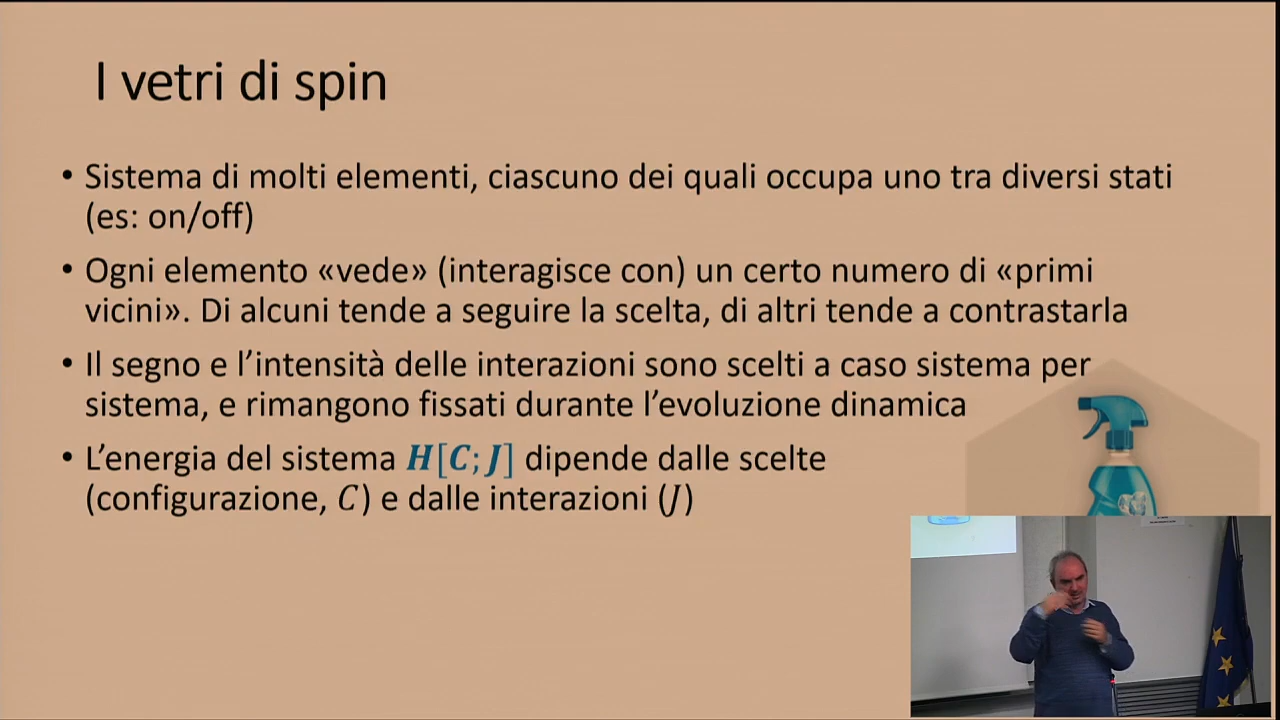 I vetri di spin
• Sistema di molti elementi, ciascuno dei quali occupa uno tra diversi stati
(es: on/off)
• Ogni elemento «vede» (interagisce con) un certo numero di «primi
vicini». Di alcuni tende a seguire la scelta, di altri tende a contrastarla
• Il segno e l’intensità delle interazioni sono scelti a caso sistema per
sistema, e rimangono fissati durante l’evoluzione dinamica
• L’energia del sistema H[C; J] dipende dalle scelte
(configurazione, C) e dalle interazioni (J)